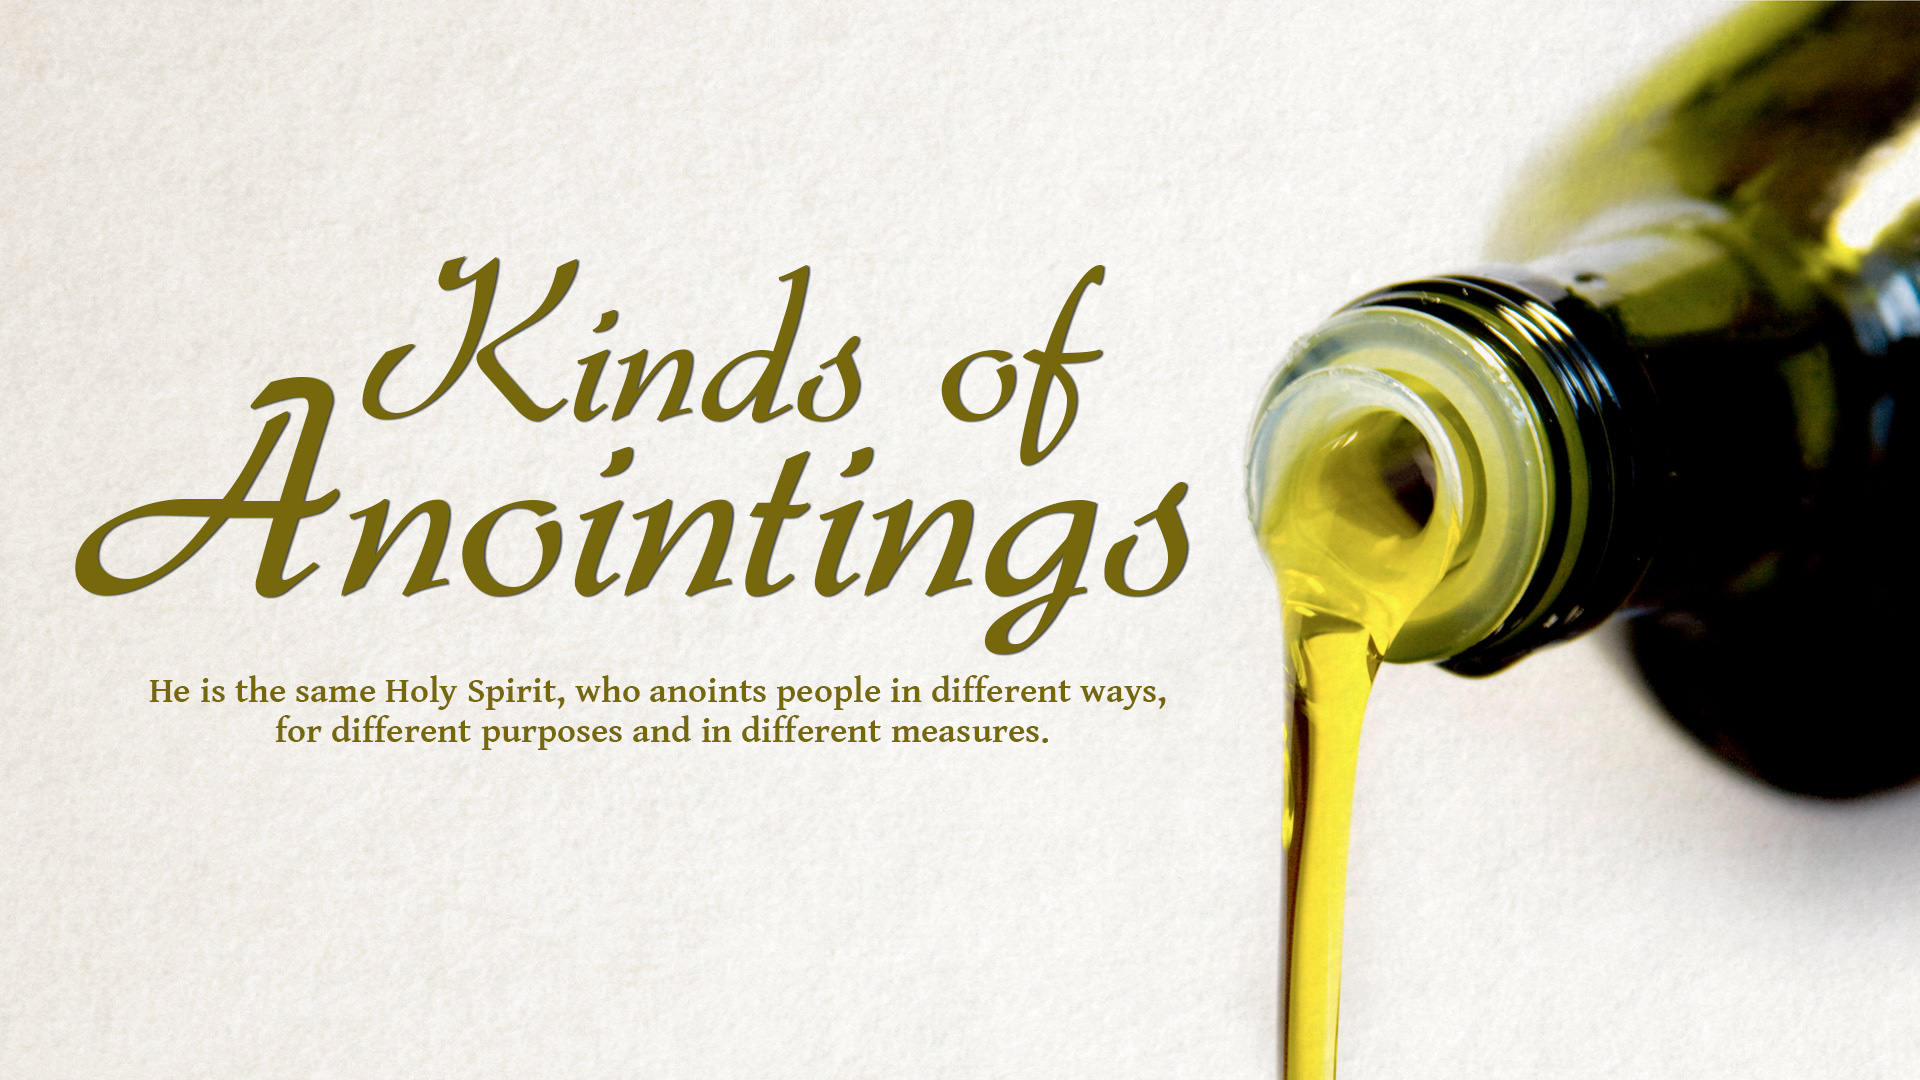 Kinds of
Anointings
He is the same Holy Spirit, who anoints people in different ways,
for different purposes and in different measures.